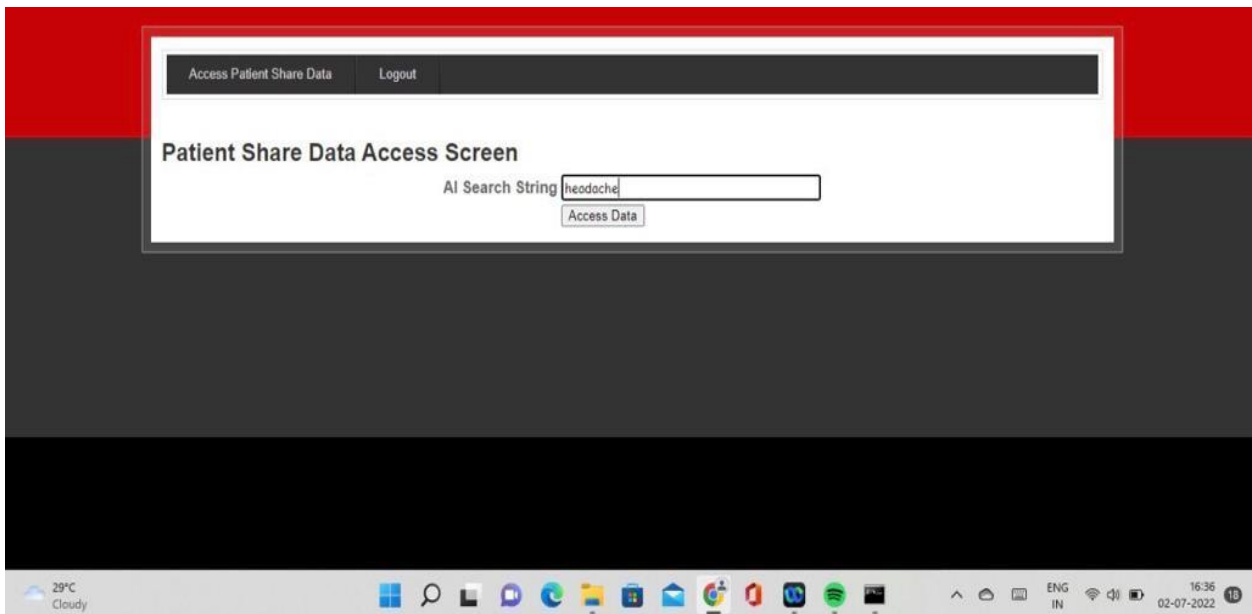 Access Patient Share Data Logout
Patient Share Data Access Screen
AI Search String headache
Access Data
29°C
Cloudy
ENG
IN
16:36
02-07-2022
18